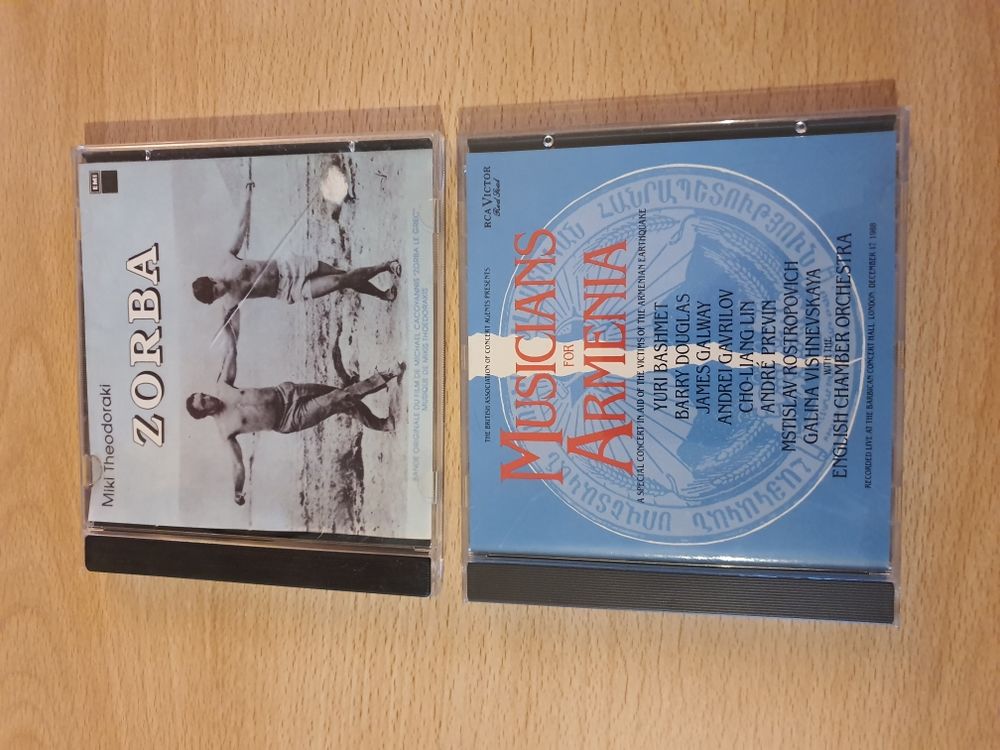 EMI
Miki Theodoraki
ZORBA
BANDE ORIGINALE DU FILM DE MICHAEL CACOYANNIS "ZORBA LE GREC"
MUSIQUE DE MIKIS THEODORAKIS
RCA VICTOR
Red Seal
THE BRITISH ASSOCIATION OF CONCERT AGENTS PRESENTS
MUSICIANS
FOR
ARMENIA
A SPECIAL CONCERT IN AID OF THE VICTIMS OF THE ARMENIAN EARTHQUAKE
YURI BASHMET
BARRY DOUGLAS
JAMES GALWAY
ANDREI GAVRILOV
CHO-LIANG LIN
ANDRÉ PREVIN
MSTISLAV ROSTROPOVICH
GALINA VISHNEVSKAYA
WITH THE
ENGLISH CHAMBER ORCHESTRA
RECORDED LIVE AT THE BARBICAN CONCERT HALL, LONDON, DECEMBER 17, 1988
ՀԱՆՐԱՊԵՏՈՒԹՅՈՒՆ